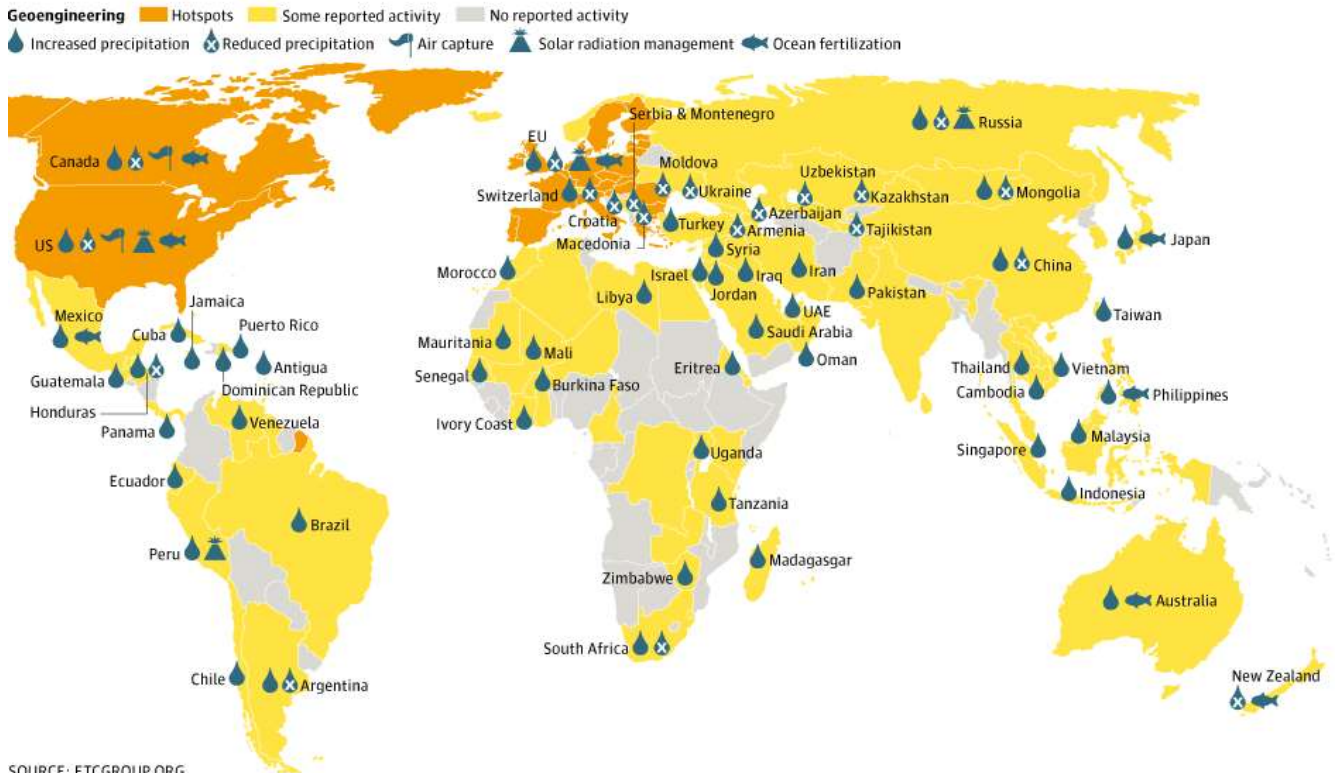 Geoengineering Hotspots Some reported activity No reported activity
Increased precipitation Reduced precipitation Air capture Solar radiation management Ocean fertilization
Serbia & Montenegro
Russia
EU
Canada
Moldova
Uzbekistan
Switzerland
Ukraine
Kazakhstan
Mongolia
Croatia
Azerbaijan
Turkey
Armenia
Tajikistan
US
Macedonia
Japan
Syria
Morocco
Israel
Iraq
Iran
China
Jordan
Libya
Pakistan
Jamaica
Mexico
Puerto Rico
UAE
Taiwan
Cuba
Saudi Arabia
Mauritania
Mali
Oman
Antigua
Senegal
Eritrea
Thailand
Vietnam
Guatemala
Dominican Republic
Burkina Faso
Cambodia
Philippines
Honduras
Venezuela
Ivory Coast
Panama
Malaysia
Singapore
Uganda
Ecuador
Indonesia
Tanzania
Brazil
Peru
Madagasgar
Zimbabwe
Australia
South Africa
Chile
Argentina
New Zealand
SOURCE: ETCGROUP.ORG